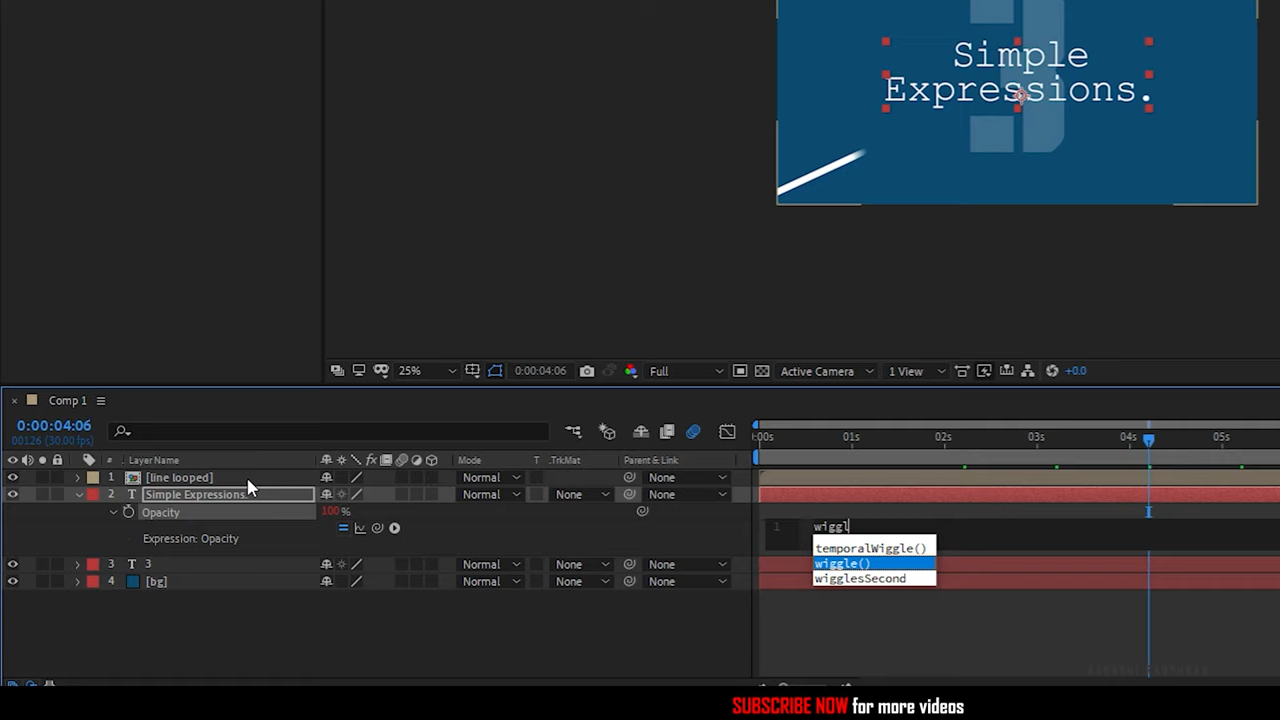 Simple
Expressions.
25%
0:00:04:06
Full
Active Camera
1 View
+0.0
Comp 1
0:00:04:06
00126 (30.00 fps)
:00s 01s 02s 03s 04s 05s
# Layer Name fx Mode T .TrkMat Parent & Link
1 [line looped] Normal None
2 T Simple Expressions. Normal None None
Opacity 100 %
Expression: Opacity
1 wiggl
temporalWiggle()
wiggle()
wigglesSecond
3 T 3 Normal None None
4 [bg] Normal None None
SUBSCRIBE NOW for more videos